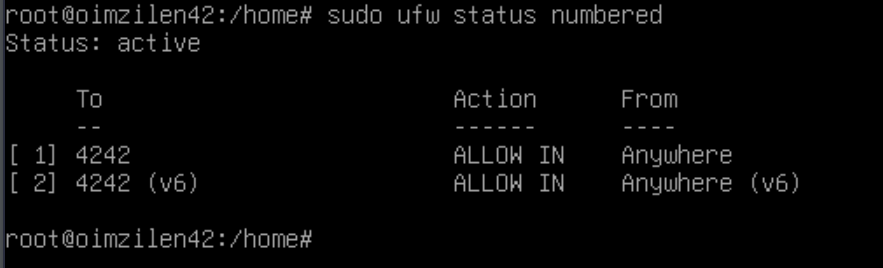 root@oimzilen42:/home# sudo ufw status numbered
Status: active
To Action From
-- ------ ----
[ 1] 4242 ALLOW IN Anywhere
[ 2] 4242 (v6) ALLOW IN Anywhere (v6)
root@oimzilen42:/home#